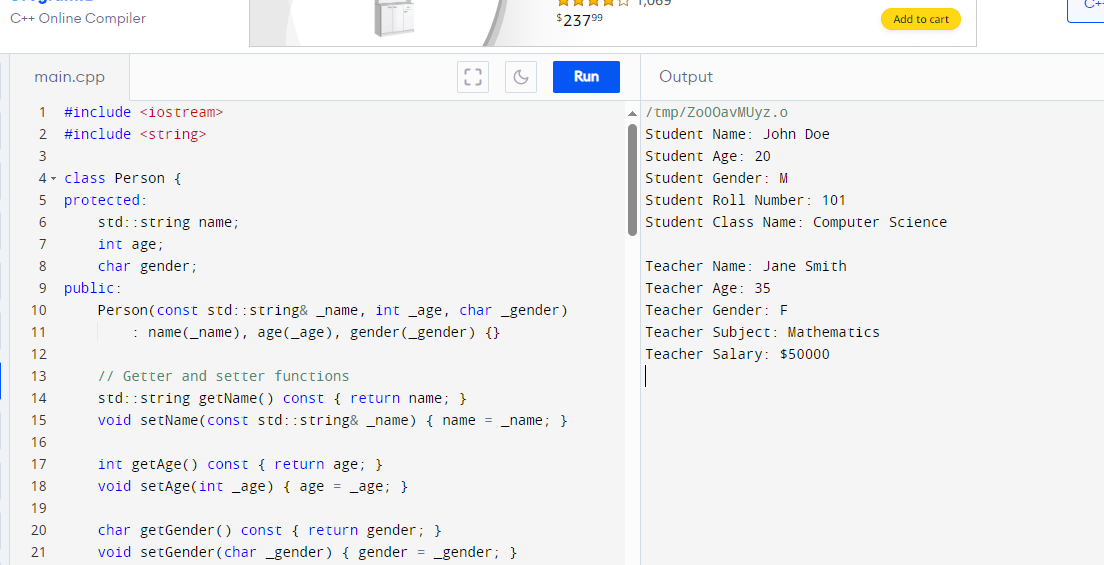 C++ Online Compiler
1,069
$237⁹⁹
Add to cart
C++
main.cpp
Run
Output
1 #include <iostream>
2 #include <string>
3
4 class Person {
5 protected:
6 std::string name;
7 int age;
8 char gender;
9 public:
10 Person(const std::string& _name, int _age, char _gender)
11 : name(_name), age(_age), gender(_gender) {}
12
13 // Getter and setter functions
14 std::string getName() const { return name; }
15 void setName(const std::string& _name) { name = _name; }
16
17 int getAge() const { return age; }
18 void setAge(int _age) { age = _age; }
19
20 char getGender() const { return gender; }
21 void setGender(char _gender) { gender = _gender; }
/tmp/ZoOOavMUyz.o
Student Name: John Doe
Student Age: 20
Student Gender: M
Student Roll Number: 101
Student Class Name: Computer Science
Teacher Name: Jane Smith
Teacher Age: 35
Teacher Gender: F
Teacher Subject: Mathematics
Teacher Salary: $50000